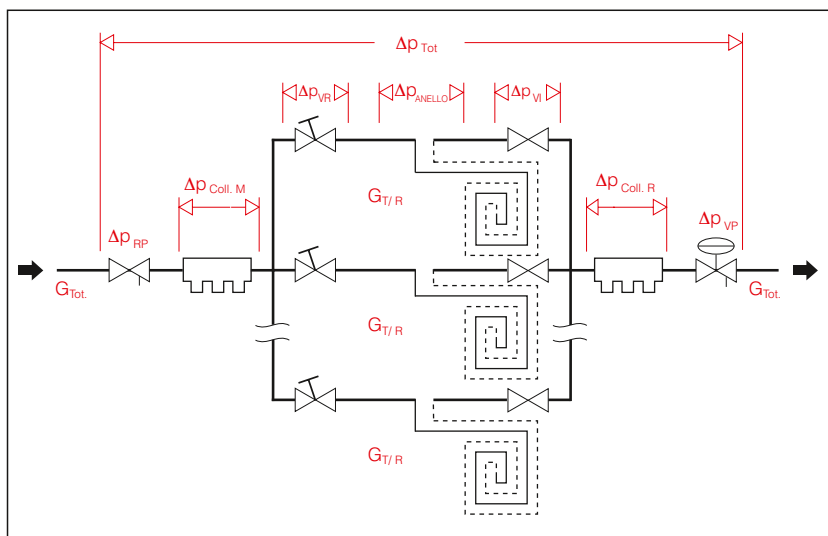 Δp Tot
Δp VR Δp ANELLO Δp VI
Δp Coll. M
G T/ R
Δp Coll. R
Δp RP
Δp VP
G Tot.
G Tot.
G T/ R
G T/ R